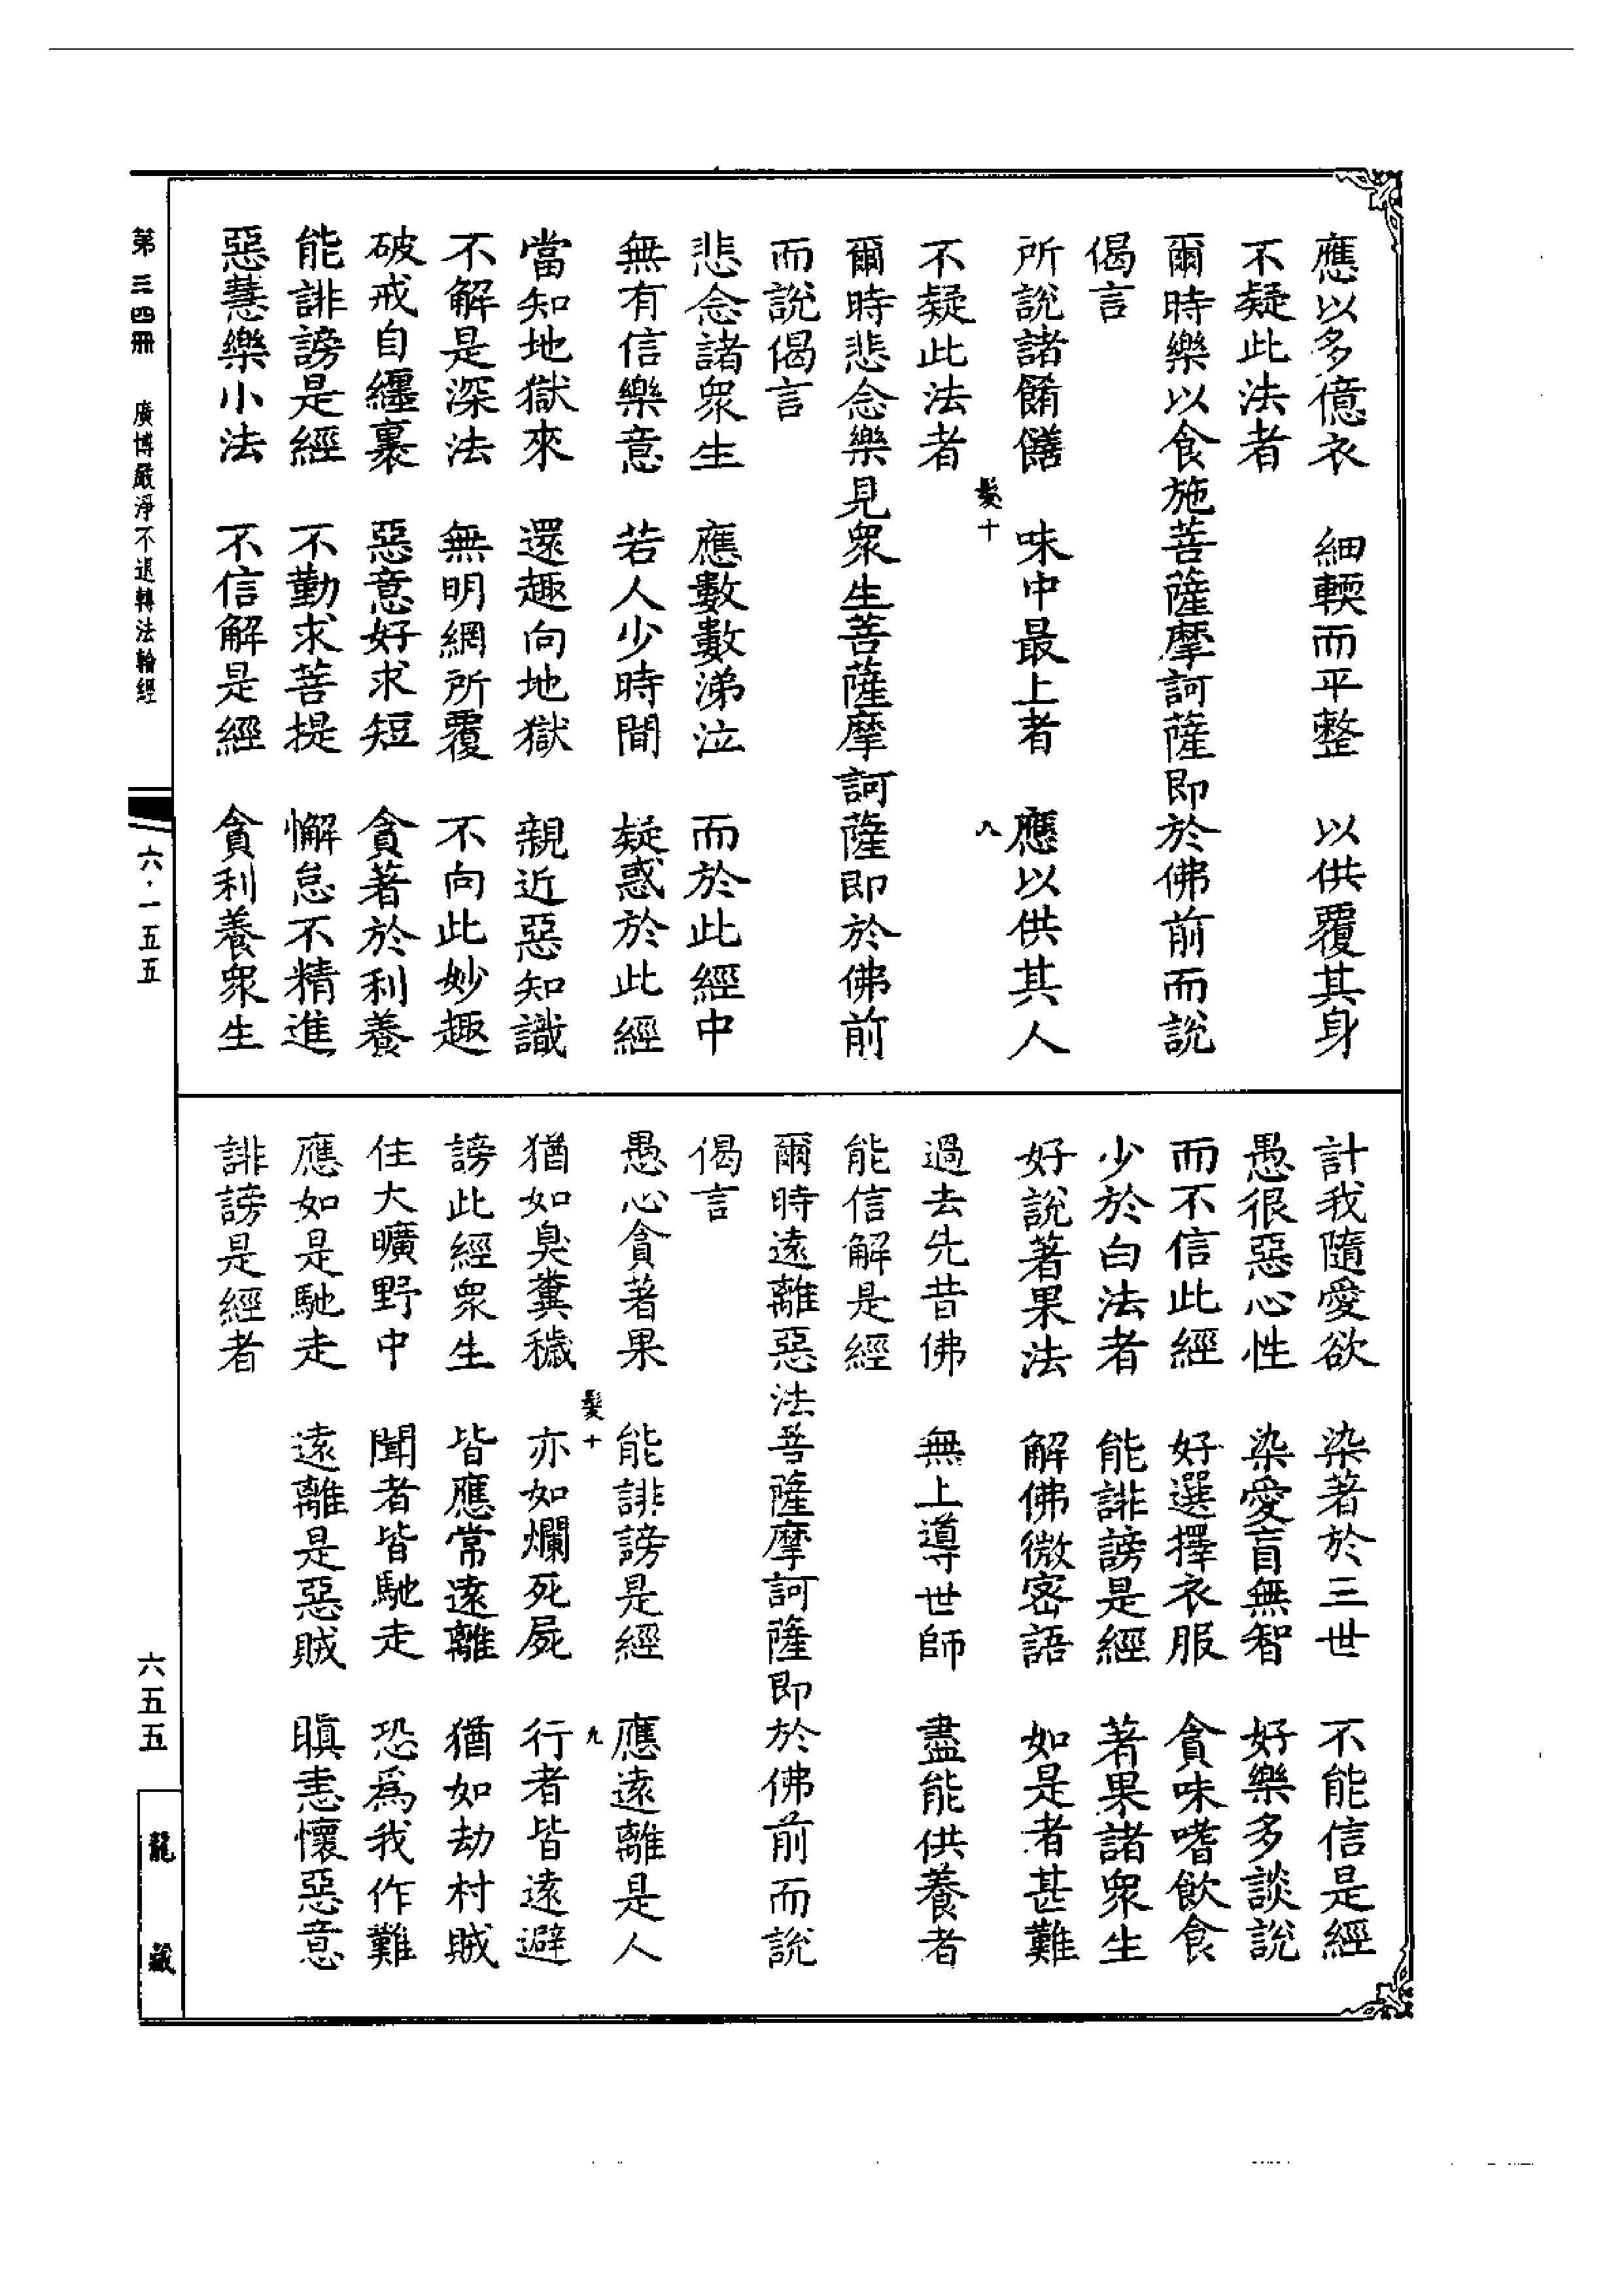 應以多億衣　細輭而平整　以供覆其身
不疑此法者
爾時樂以食施菩薩摩訶薩即於佛前而說
偈言
所說諸餚饍　味中最上者　應以供其人
髮十　八
不疑此法者
爾時悲念樂見衆生菩薩摩訶薩即於佛前
而說偈言
悲念諸衆生　應數數涕泣　而於此經中
無有信樂意　若人少時間　疑惑於此經
當知地獄來　還趣向地獄　親近惡知識
不解是深法　無明網所覆　不向此妙趣
破戒自纏裹　惡意好求短　貪著於利養
能誹謗是經　不勤求菩提　懈怠不精進
惡慧樂小法　不信解是經　貪利養衆生
計我隨愛欲　染著於三世　不能信是經
愚很惡心性　染愛盲無智　好樂多談說
而不信此經　好選擇衣服　貪味嗜飲食
少於白法者　能誹謗是經　著果諸衆生
好說著果法　解佛微密語　如是者甚難
過去先昔佛　無上導世師　盡能供養者
能信解是經
爾時遠離惡法菩薩摩訶薩即於佛前而說
偈言
愚心貪著果　能誹謗是經　應遠離是人
髮十　九
猶如臭糞穢　亦如爛死屍　行者皆遠避
謗此經衆生　皆應常遠離　猶如劫村賊
住大曠野中　聞者皆馳走　恐爲我作難
應如是馳走　遠離是惡賊　瞋恚懷惡意
誹謗是經者
第三四冊　廣博嚴淨不退轉法輪經
六·一五五
六五五
龍藏